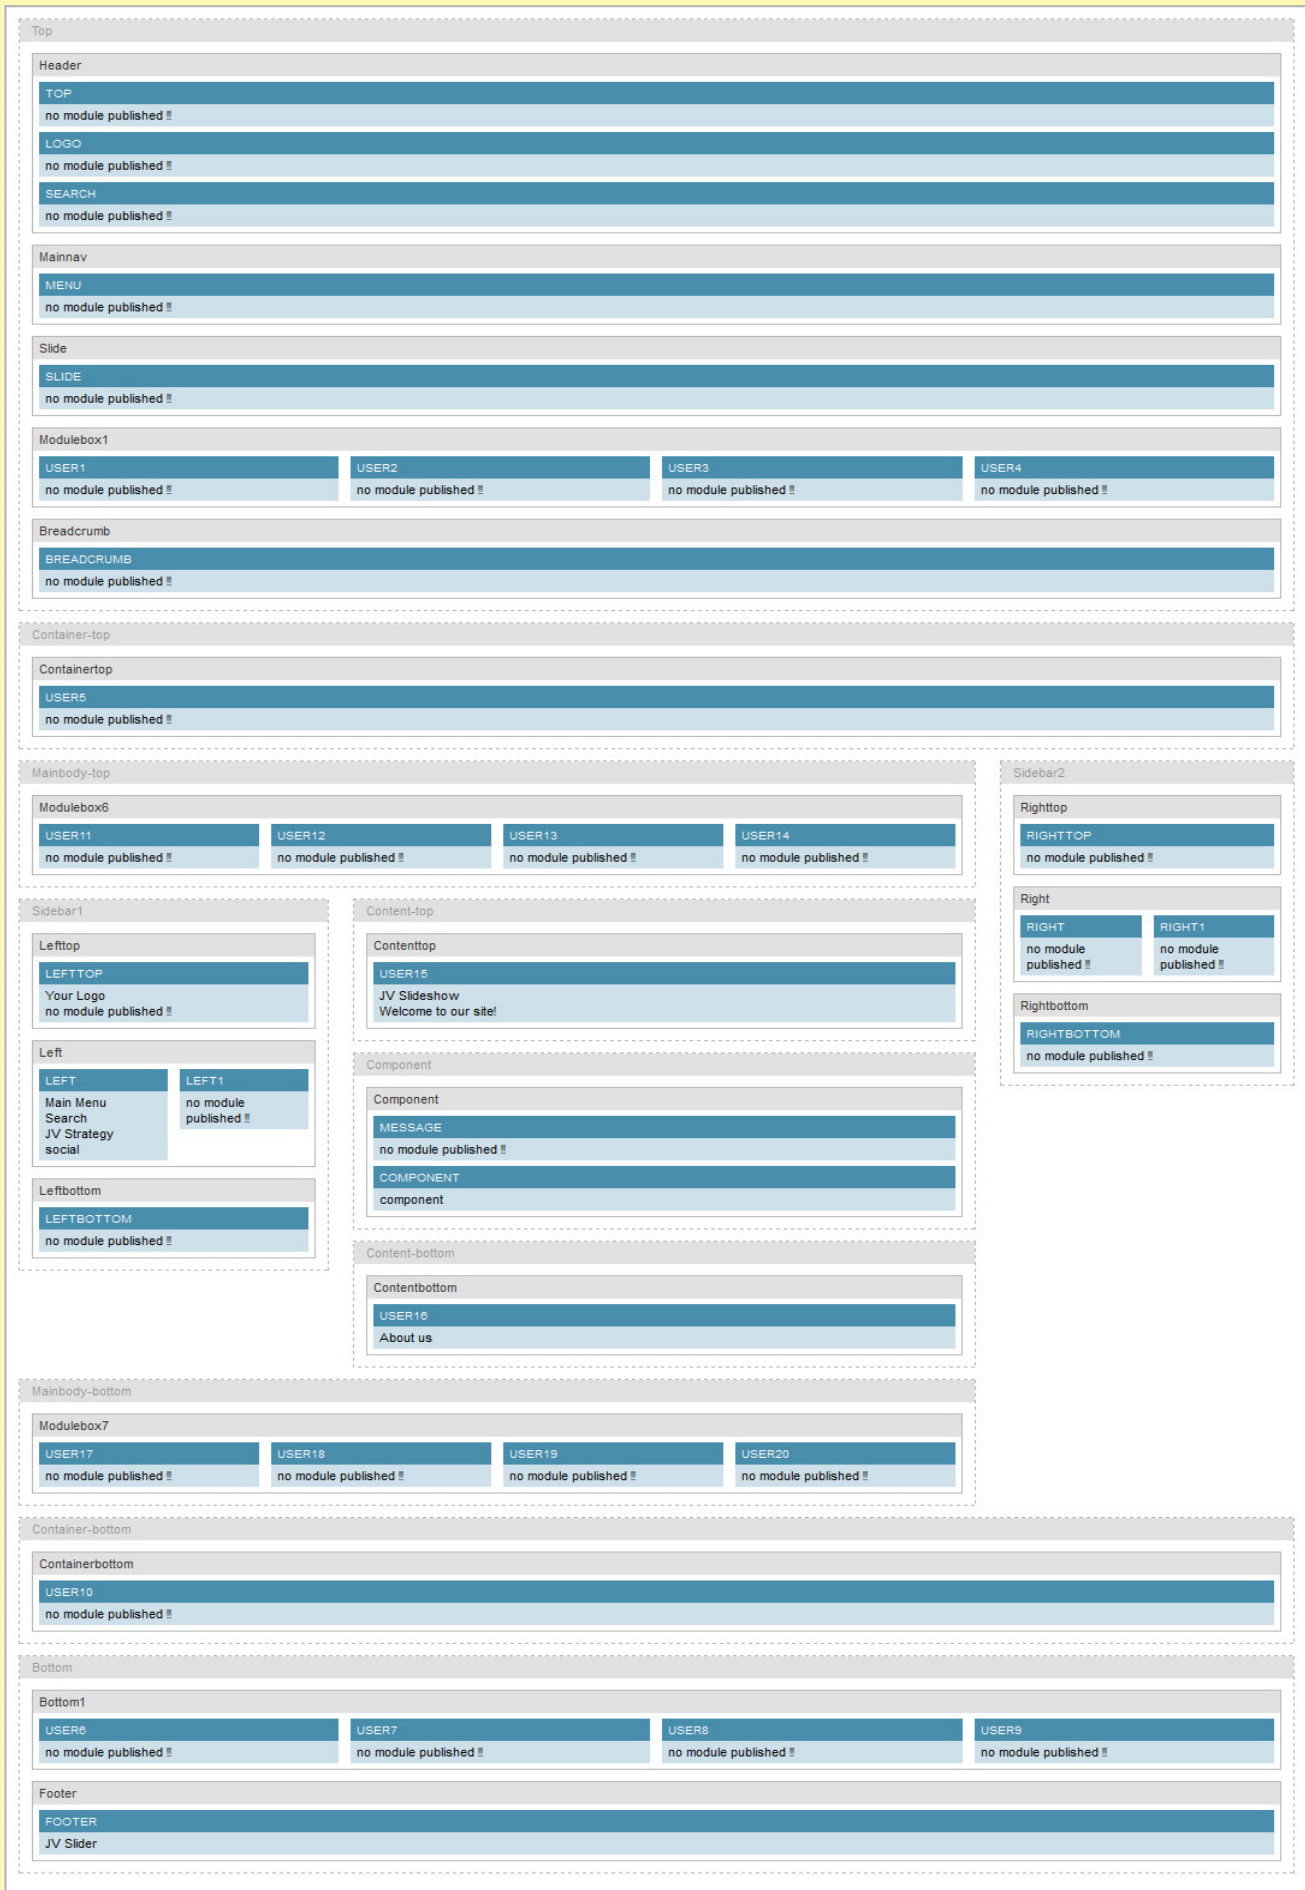 Top
Header
TOP
no module published !!
LOGO
no module published !!
SEARCH
no module published !!
Mainnav
MENU
no module published !!
Slide
SLIDE
no module published !!
Modulebox1
USER1 USER2 USER3 USER4
no module published !! no module published !! no module published !! no module published !!
Breadcrumb
BREADCRUMB
no module published !!
Container-top
Containertop
USER5
no module published !!
Mainbody-top
Modulebox6
USER11 USER12 USER13 USER14
no module published !! no module published !! no module published !! no module published !!
Sidebar2
Righttop
RIGHTTOP
no module published !!
Right
RIGHT
no module
published !!
RIGHT1
no module
published !!
Rightbottom
RIGHTBOTTOM
no module published !!
Sidebar1
Lefttop
LEFTTOP
Your Logo
no module published !!
Left
LEFT
Main Menu
Search
JV Strategy
social
LEFT1
no module
published !!
Leftbottom
LEFTBOTTOM
no module published !!
Content-top
Contenttop
USER15
JV Slideshow
Welcome to our site!
Component
Component
MESSAGE
no module published !!
COMPONENT
component
Content-bottom
Contentbottom
USER16
About us
Mainbody-bottom
Modulebox7
USER17 USER18 USER19 USER20
no module published !! no module published !! no module published !! no module published !!
Container-bottom
Containerbottom
USER10
no module published !!
Bottom
Bottom1
USER6 USER7 USER8 USER9
no module published !! no module published !! no module published !! no module published !!
Footer
FOOTER
JV Slider